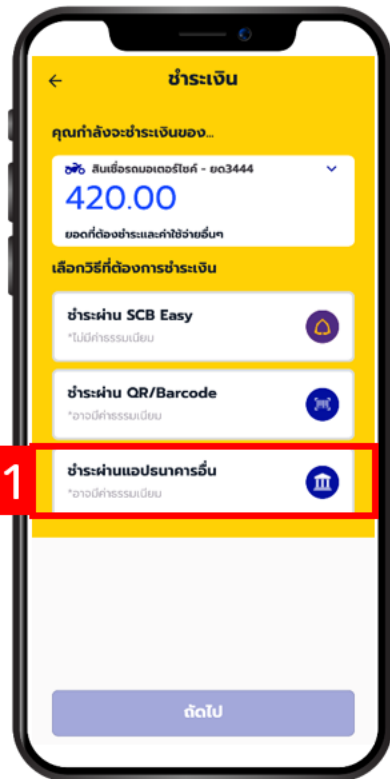 ชำระเงิน
คุณกำลังจะชำระเงินของ...
สินเชื่อรถมอเตอร์ไซค์ - ยด3444
420.00
ยอดที่ต้องชำระและค่าใช้จ่ายอื่นๆ
เลือกวิธีที่ต้องการชำระเงิน
ชำระผ่าน SCB Easy
*ไม่มีค่าธรรมเนียม
ชำระผ่าน QR/Barcode
*อาจมีค่าธรรมเนียม
1
ชำระผ่านแอปธนาคารอื่น
*อาจมีค่าธรรมเนียม
ถัดไป